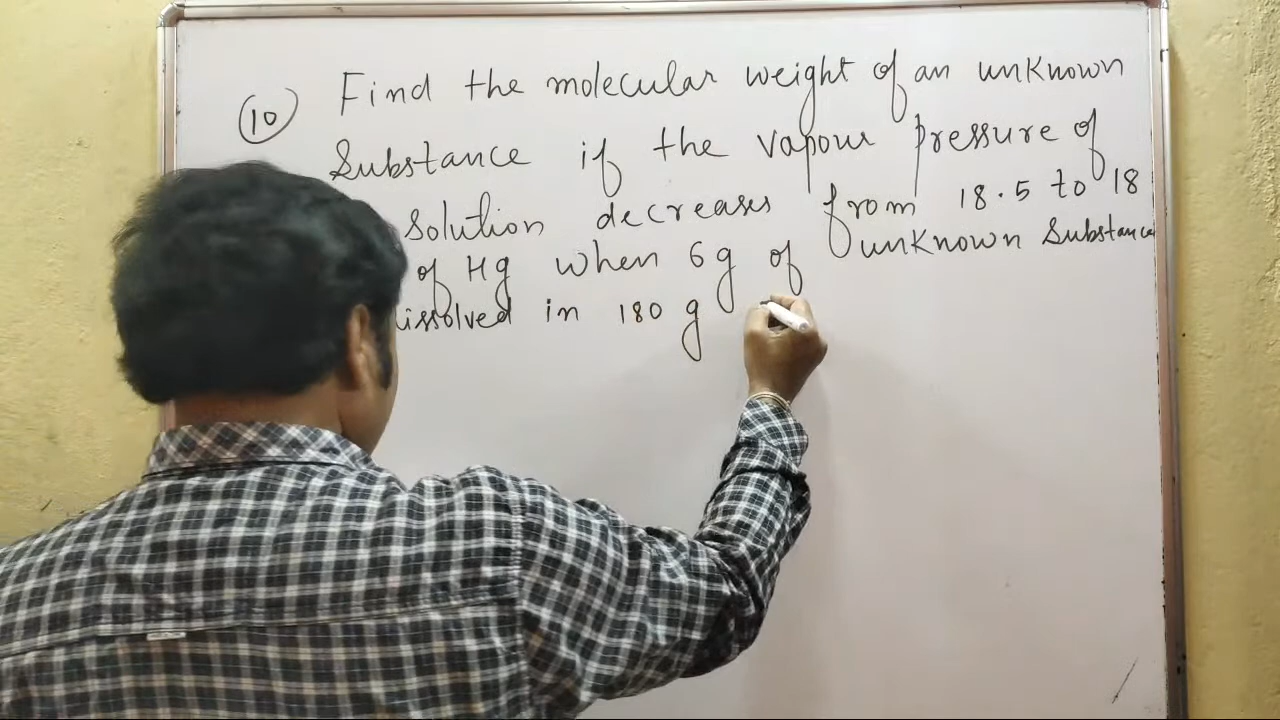 10 Find the molecular weight of an unknown
Substance if the vapour pressure of
Solution decreases from 18.5 to 18
of Hg when 6g of unknown Substance
issolved in 180 g